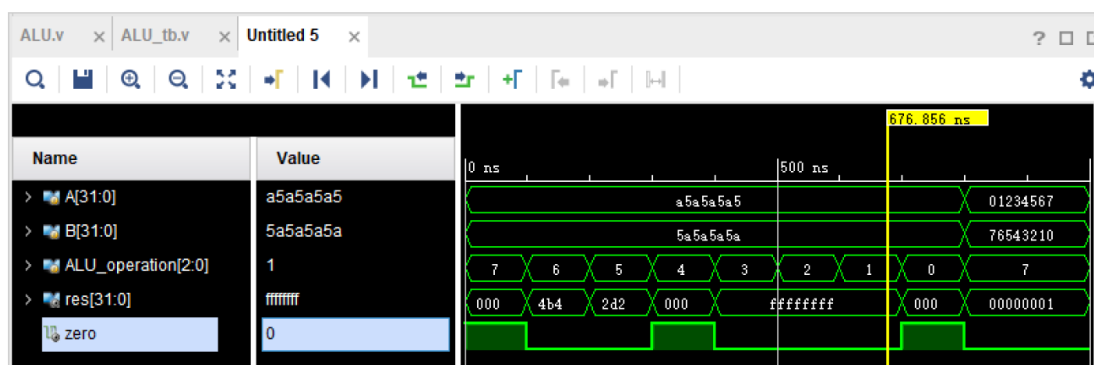 ALU.v × ALU_tb.v × Untitled 5 × ?
676.856 ns
Name Value 0 ns 500 ns
A[31:0] a5a5a5a5 a5a5a5a5 01234567
B[31:0] 5a5a5a5a 5a5a5a5a 76543210
ALU_operation[2:0] 1 7 6 5 4 3 2 1 0 7
res[31:0] ffffffff 000 4b4 2d2 000 ffffffff 000 00000001
zero 0